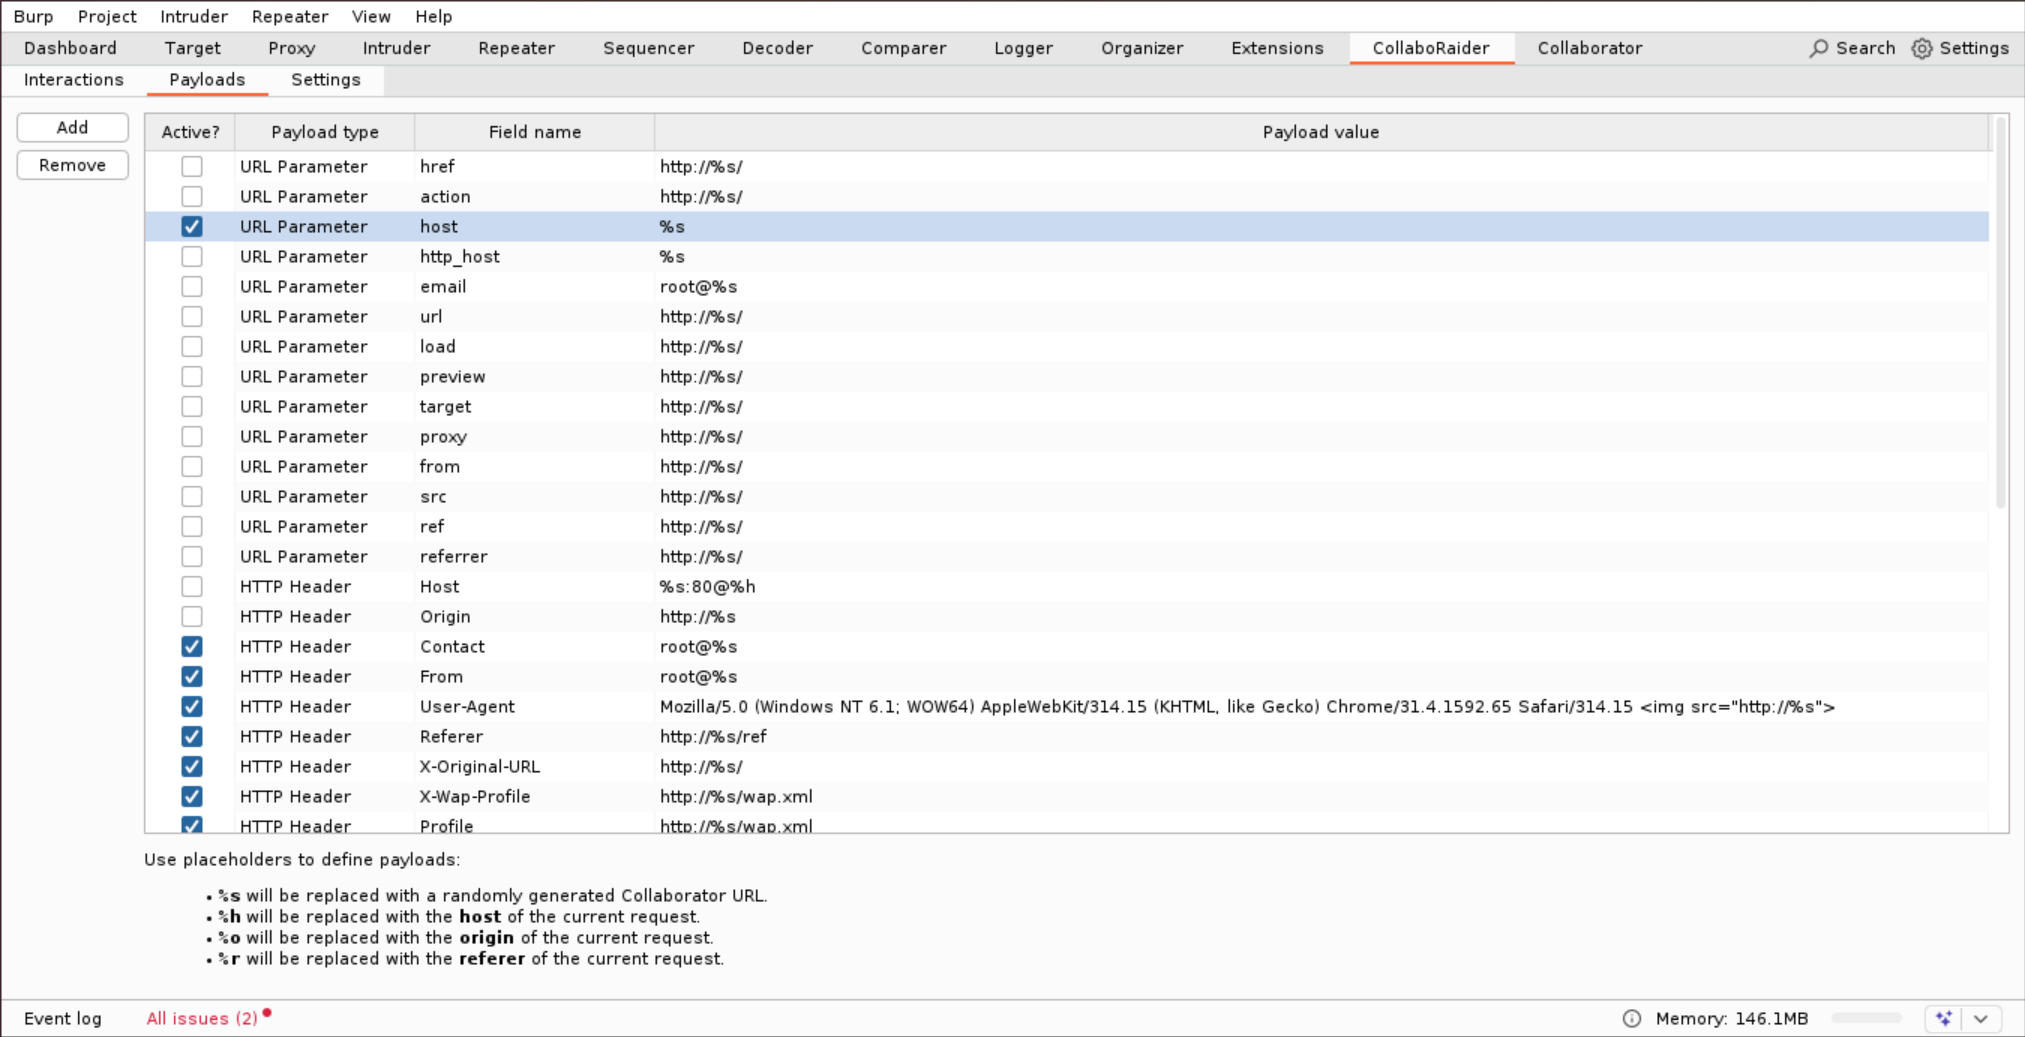 Burp Project Intruder Repeater View Help
Dashboard Target Proxy Intruder Repeater Sequencer Decoder Comparer Logger Organizer Extensions CollaboRaider Collaborator Search Settings
Interactions Payloads Settings
Add
Remove
Active? Payload type Field name Payload value
URL Parameter href http://%s/
URL Parameter action http://%s/
URL Parameter host %s
URL Parameter http_host %s
URL Parameter email root@%s
URL Parameter url http://%s/
URL Parameter load http://%s/
URL Parameter preview http://%s/
URL Parameter target http://%s/
URL Parameter proxy http://%s/
URL Parameter from http://%s/
URL Parameter src http://%s/
URL Parameter ref http://%s/
URL Parameter referrer http://%s/
HTTP Header Host %s:80@%h
HTTP Header Origin http://%s
HTTP Header Contact root@%s
HTTP Header From root@%s
HTTP Header User-Agent Mozilla/5.0 (Windows NT 6.1; WOW64) AppleWebKit/314.15 (KHTML, like Gecko) Chrome/31.4.1592.65 Safari/314.15 <img src="http://%s">
HTTP Header Referer http://%s/ref
HTTP Header X-Original-URL http://%s/
HTTP Header X-Wap-Profile http://%s/wap.xml
HTTP Header Profile http://%s/wap.xml
Use placeholders to define payloads:
• %s will be replaced with a randomly generated Collaborator URL.
• %h will be replaced with the host of the current request.
• %o will be replaced with the origin of the current request.
• %r will be replaced with the referer of the current request.
Event log All issues (2) Memory: 146.1MB